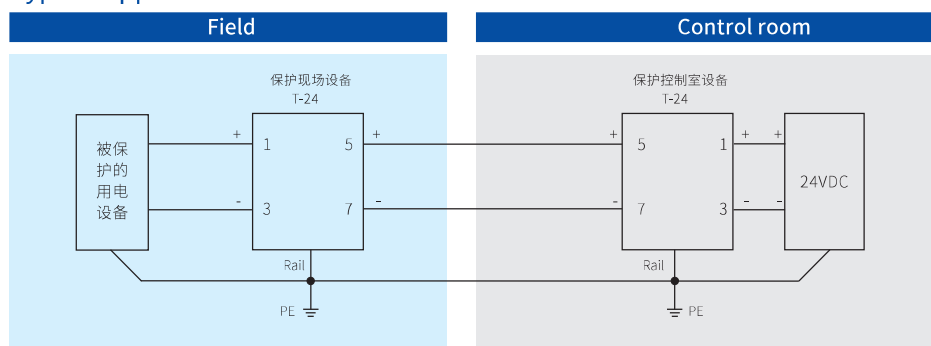 Field
Control room
保护现场设备
T-24
保护控制室设备
T-24
被保
护的
用电
设备
+
1
5
+
-
3
7
-
Rail
PE
+
5
1
+
+
-
7
3
-
-
24VDC
Rail
PE